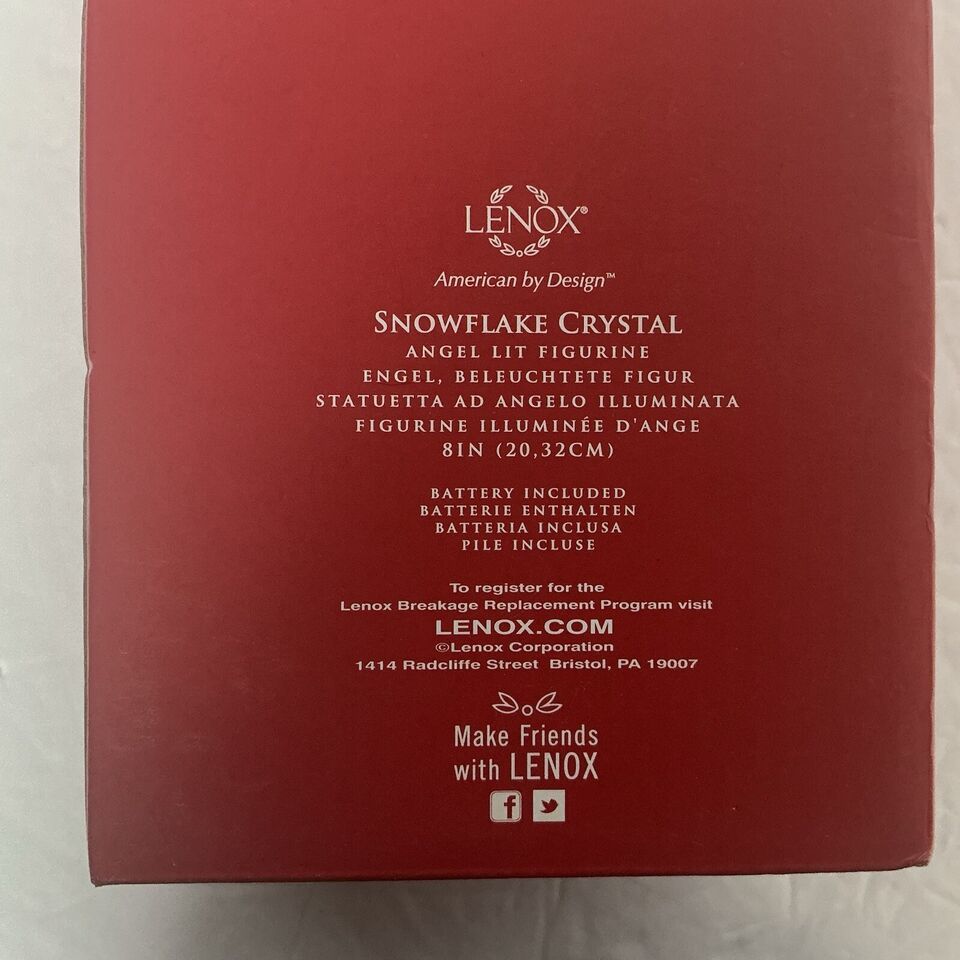 LENOX®
American by Design™
SNOWFLAKE CRYSTAL
ANGEL LIT FIGURINE
ENGEL, BELEUCHTETE FIGUR
STATUETTA AD ANGELO ILLUMINATA
FIGURINE ILLUMINÉE D'ANGE
8IN (20,32CM)
BATTERY INCLUDED
BATTERIE ENTHALTEN
BATTERIA INCLUSA
PILE INCLUSE
To register for the
Lenox Breakage Replacement Program visit
LENOX.COM
©Lenox Corporation
1414 Radcliffe Street Bristol, PA 19007
Make Friends
with LENOX
f